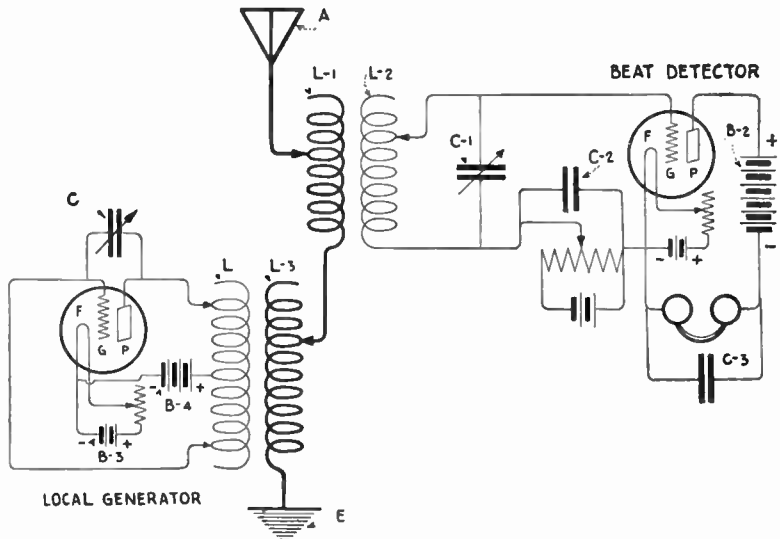 A
L-1
L-2
BEAT DETECTOR
C-1
C-2
F
G
P
B-2
+
-
- +
C-3
C
F
G
P
L
L-3
- +
B-4
- +
B-3
LOCAL GENERATOR
E